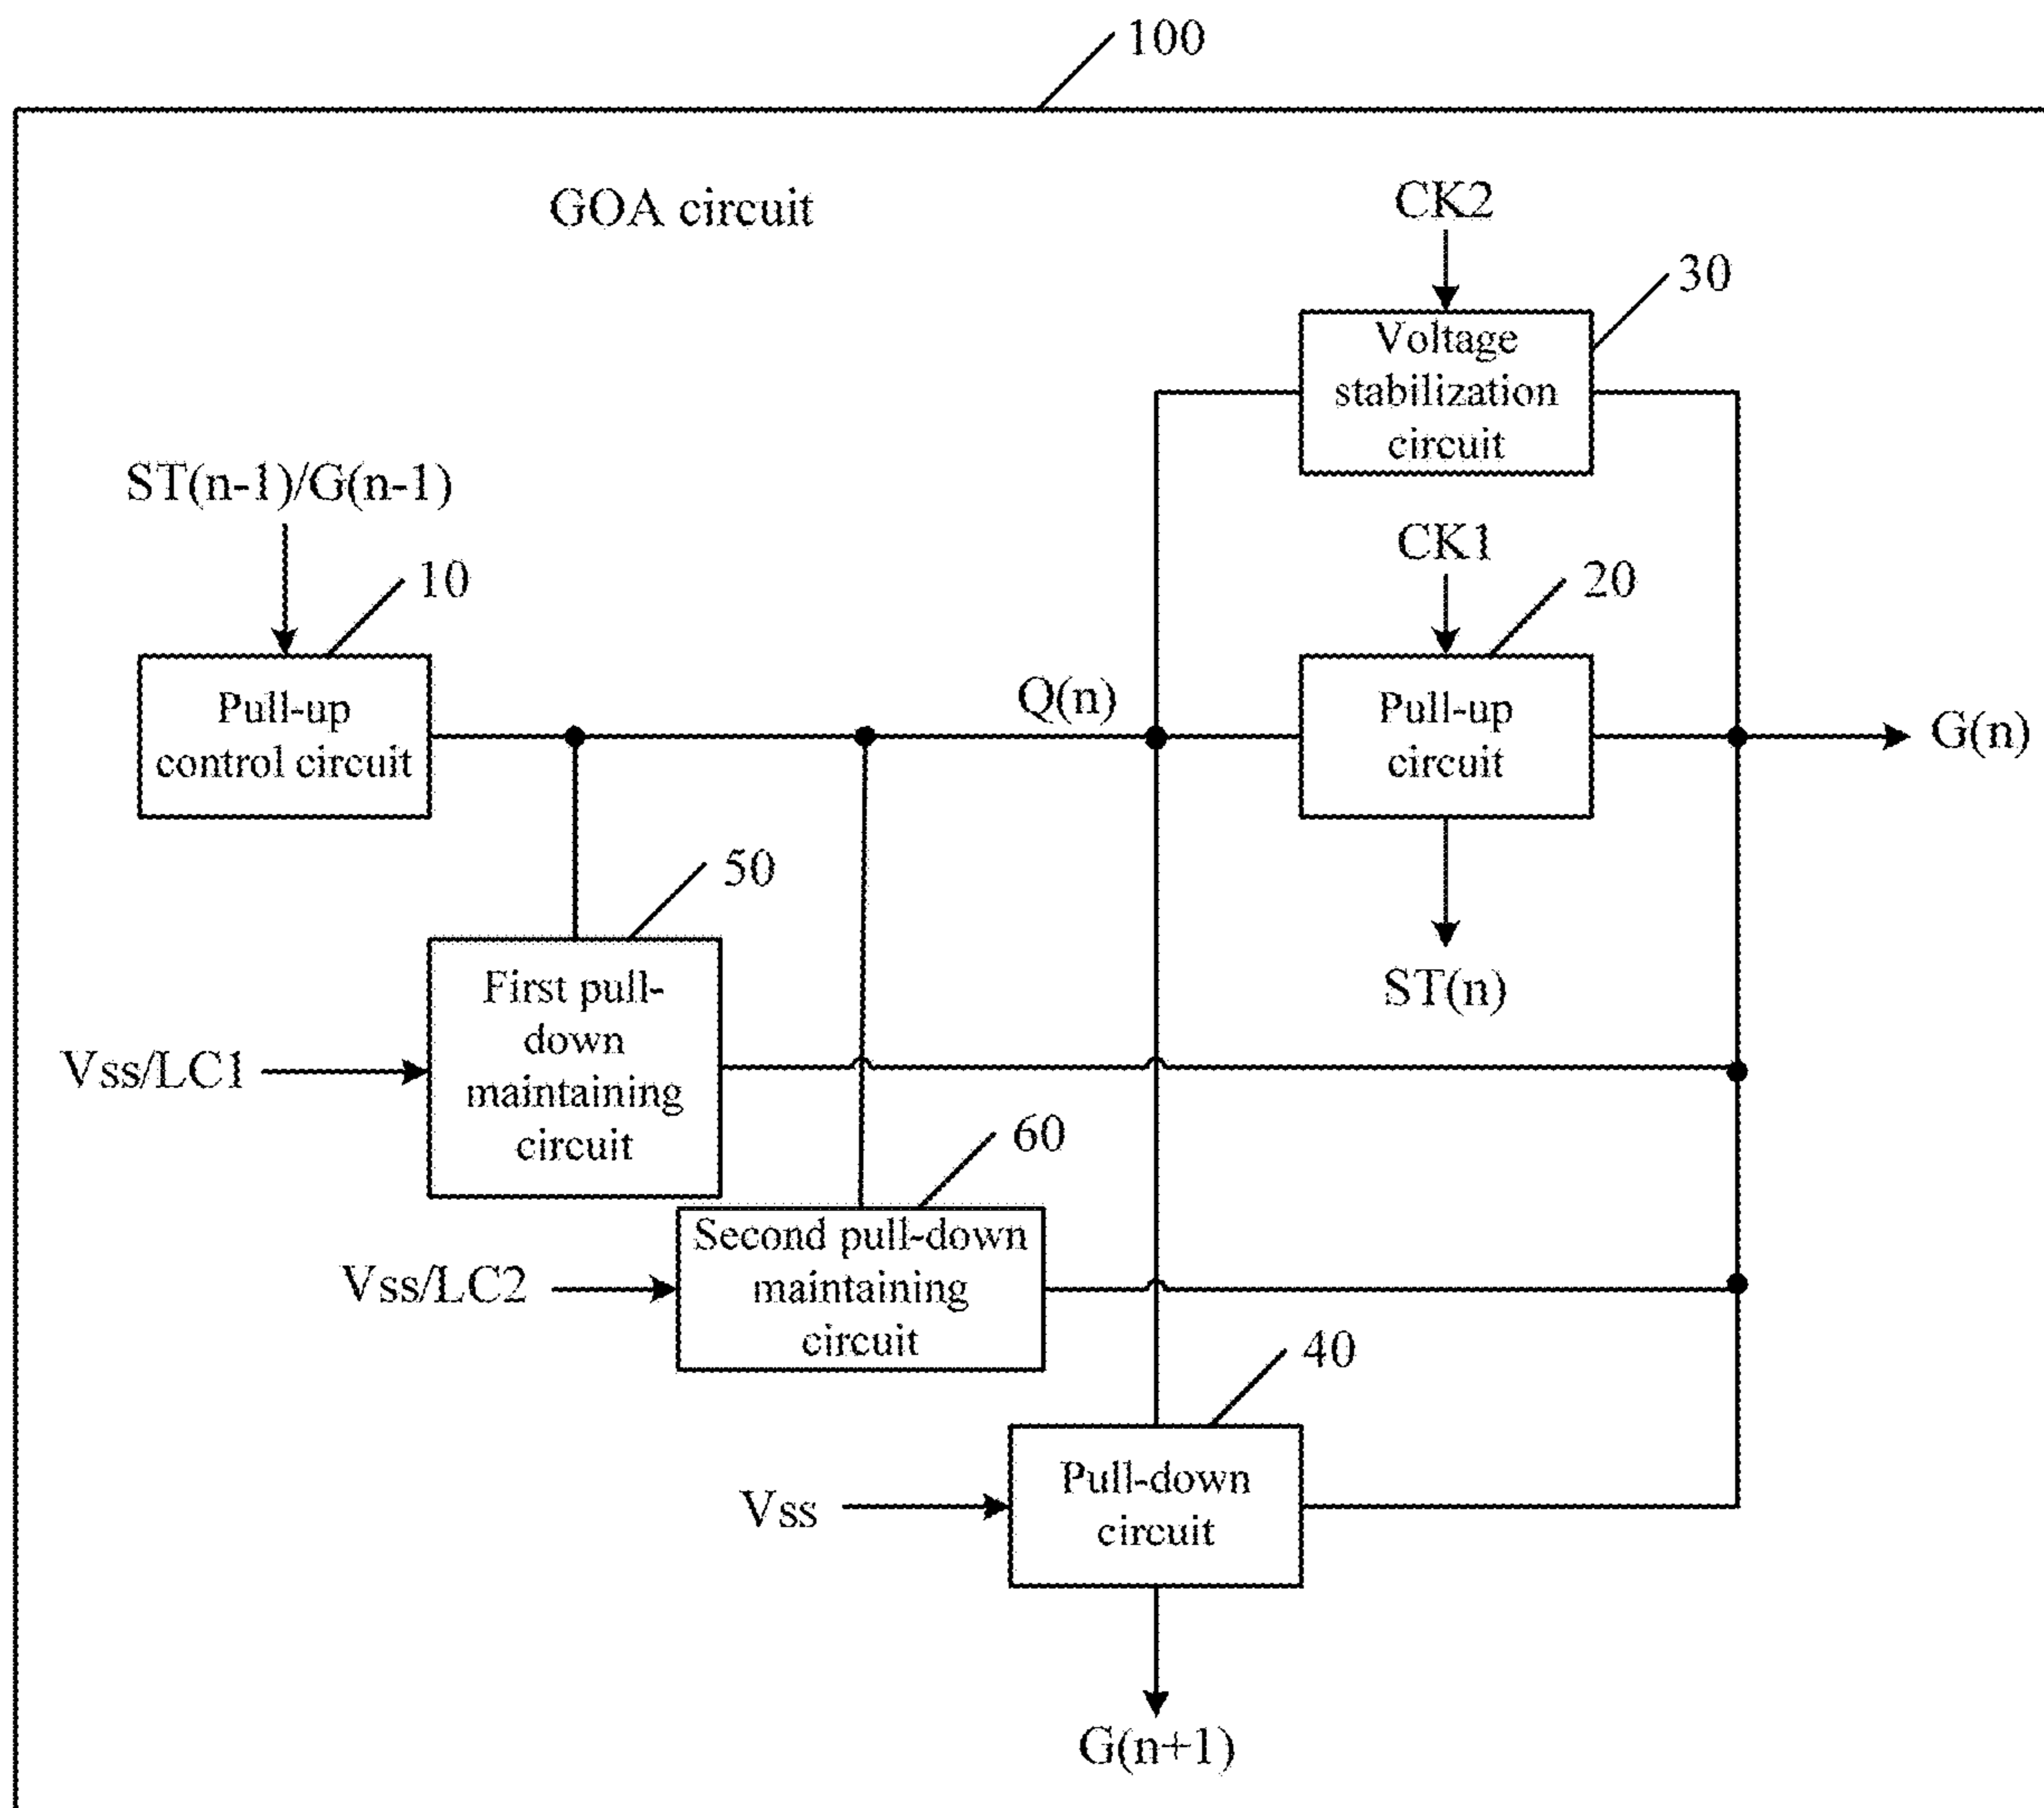 100
GOA circuit
CK2
30
Voltage
stabilization
circuit
ST(n-1)/G(n-1)
CK1
10
20
Pull-up
control circuit
Q(n)
Pull-up
circuit
G(n)
50
First pull-
down
maintaining
circuit
ST(n)
Vss/LC1
60
Second pull-down
maintaining
circuit
Vss/LC2
40
Pull-down
circuit
Vss
G(n+1)